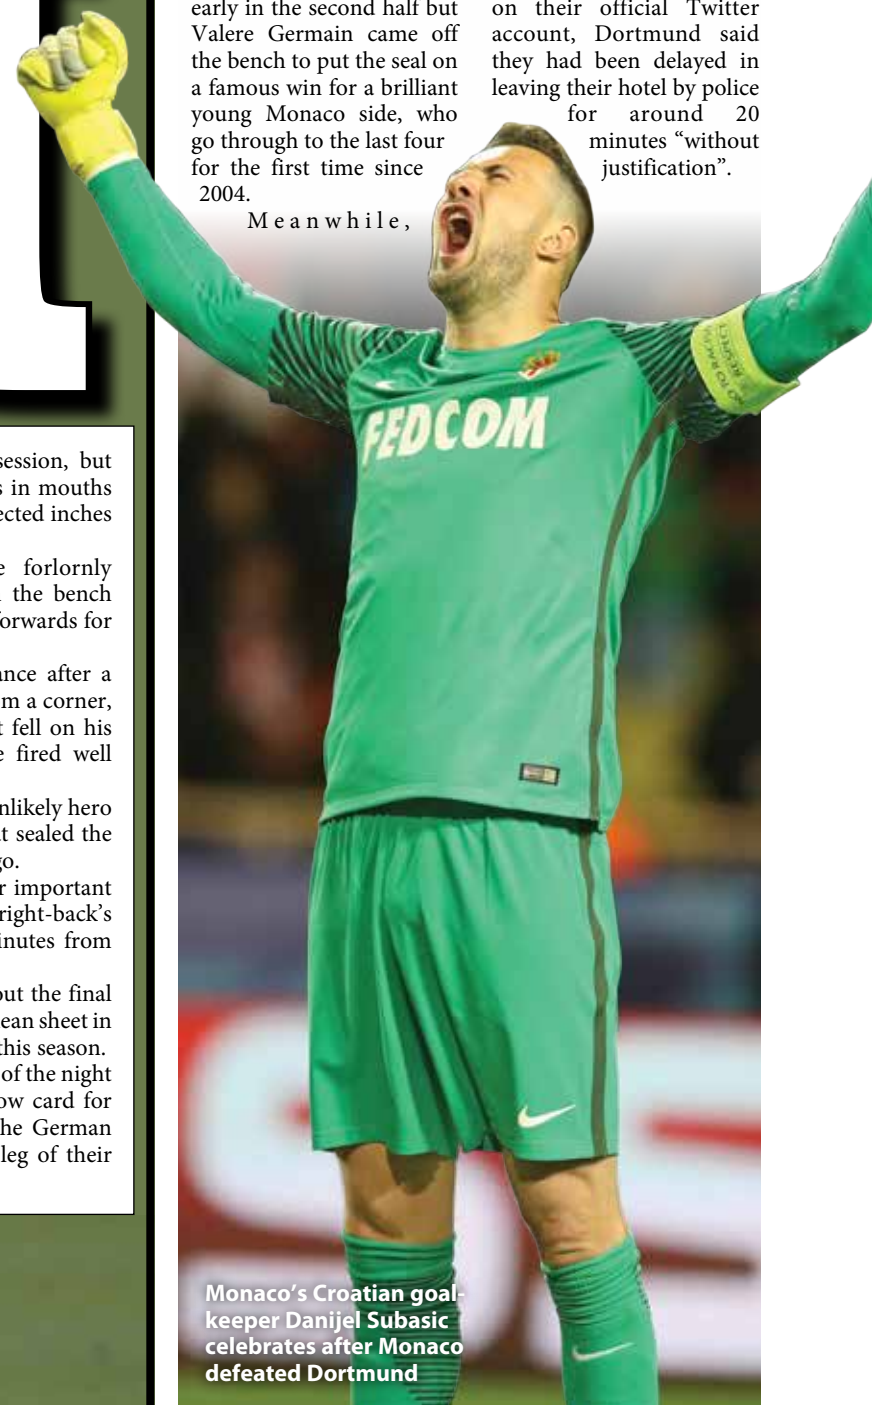 early in the second half but
Valere Germain came off
the bench to put the seal on
a famous win for a brilliant
young Monaco side, who
go through to the last four
for the first time since
2004.
Meanwhile,
on their official Twitter
account, Dortmund said
they had been delayed in
leaving their hotel by police
for around 20
minutes “without
justification”.
session, but
s in mouths
ected inches
e forlornly
the bench
forwards for
ance after a
m a corner,
t fell on his
e fired well
nlikely hero
t sealed the
go.
r important
right-back's
inutes from
out the final
ean sheet in
this season.
of the night
ow card for
he German
leg of their
FEDCOM
TO RACISM
RESPECT
Monaco’s Croatian goal-
keeper Danijel Subasic
celebrates after Monaco
defeated Dortmund